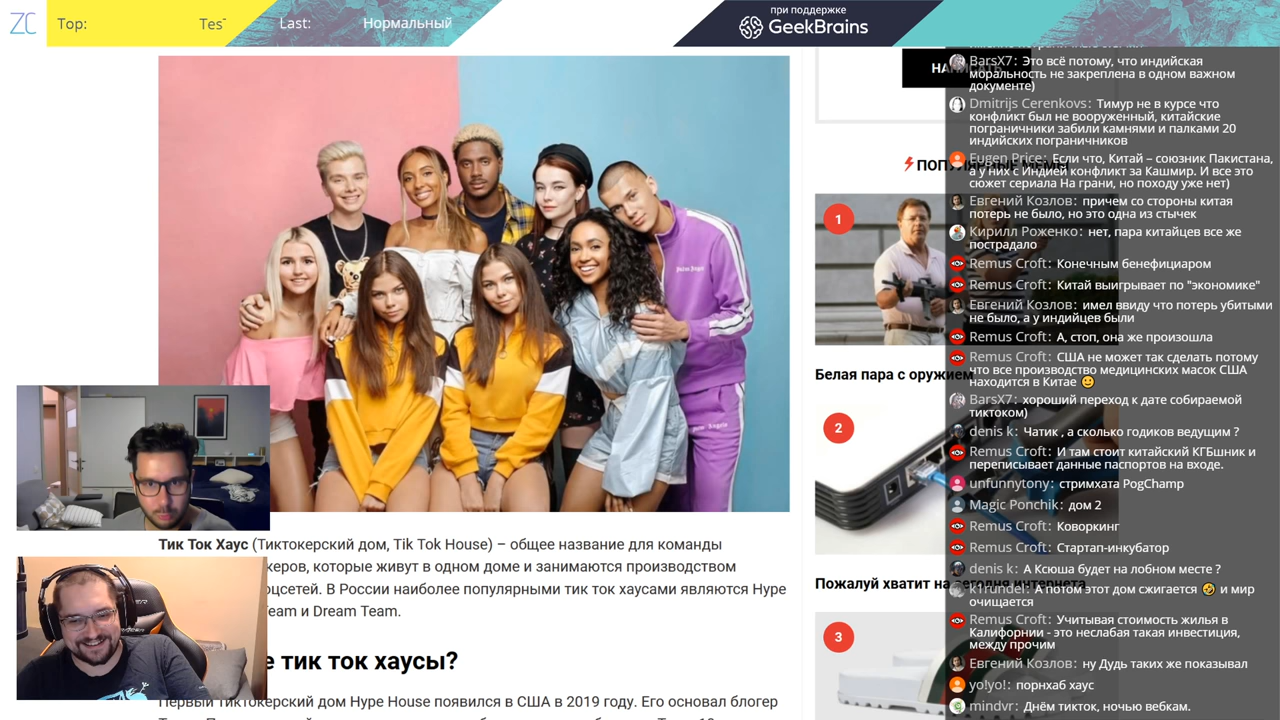 ZC
Top:
Tes
Last:
Нормальный
при поддержке
GeekBrains
palm angels
Тик Ток Хаус (Тиктокерский дом, Tik Tok House) – общее название для команды
керов, которые живут в одном доме и занимаются производством
оцсетей. В России наиболее популярными тик ток хаусами являются Hype
eam и Dream Team.
е тик ток хаусы?
Первый тиктокерский дом Hype House появился в США в 2019 году. Его основал блогер
1
Белая пара с оружием
2
Пожалуй хватит на сегодня интернета
3
BarsX7: Это всё потому, что индийская
моральность не закреплена в одном важном
документе)
Dmitrijs Cerenkovs: Тимур не в курсе что
конфликт был не вооруженный, китайские
пограничники забили камнями и палками 20
индийских пограничников
Eugen Price: Если что, Китай – союзник Пакистана,
а у них с Индией конфликт за Кашмир. И все это
сюжет сериала На грани, но походу уже нет)
Евгений Козлов: причем со стороны китая
потерь не было, но это одна из стычек
Кирилл Роженко: нет, пара китайцев все же
пострадало
Remus Croft: Конечным бенефициаром
Remus Croft: Китай выигрывает по "экономике"
Евгений Козлов: имел ввиду что потерь убитыми
не было, а у индийцев были
Remus Croft: А, стоп, она же произошла
Remus Croft: США не может так сделать потому
что все производство медицинских масок США
находится в Китае
BarsX7: хороший переход к дате собираемой
тиктоком)
denis k: Чатик , а сколько годиков ведущим ?
Remus Croft: И там стоит китайский КГБшник и
переписывает данные паспортов на входе.
unfunnytony: стримхата PogChamp
Magic Ponchik: дом 2
Remus Croft: Коворкинг
Remus Croft: Стартап-инкубатор
denis k: А Ксюша будет на лобном месте ?
k1rundel: А потом этот дом сжигается 🤣 и мир
очищается
Remus Croft: Учитывая стоимость жилья в
Калифорнии - это неслабая такая инвестиция,
между прочим
Евгений Козлов: ну Дудь таких же показывал
yo!yo!: порнхаб хаус
mindvr: Днём тикток, ночью вебкам.